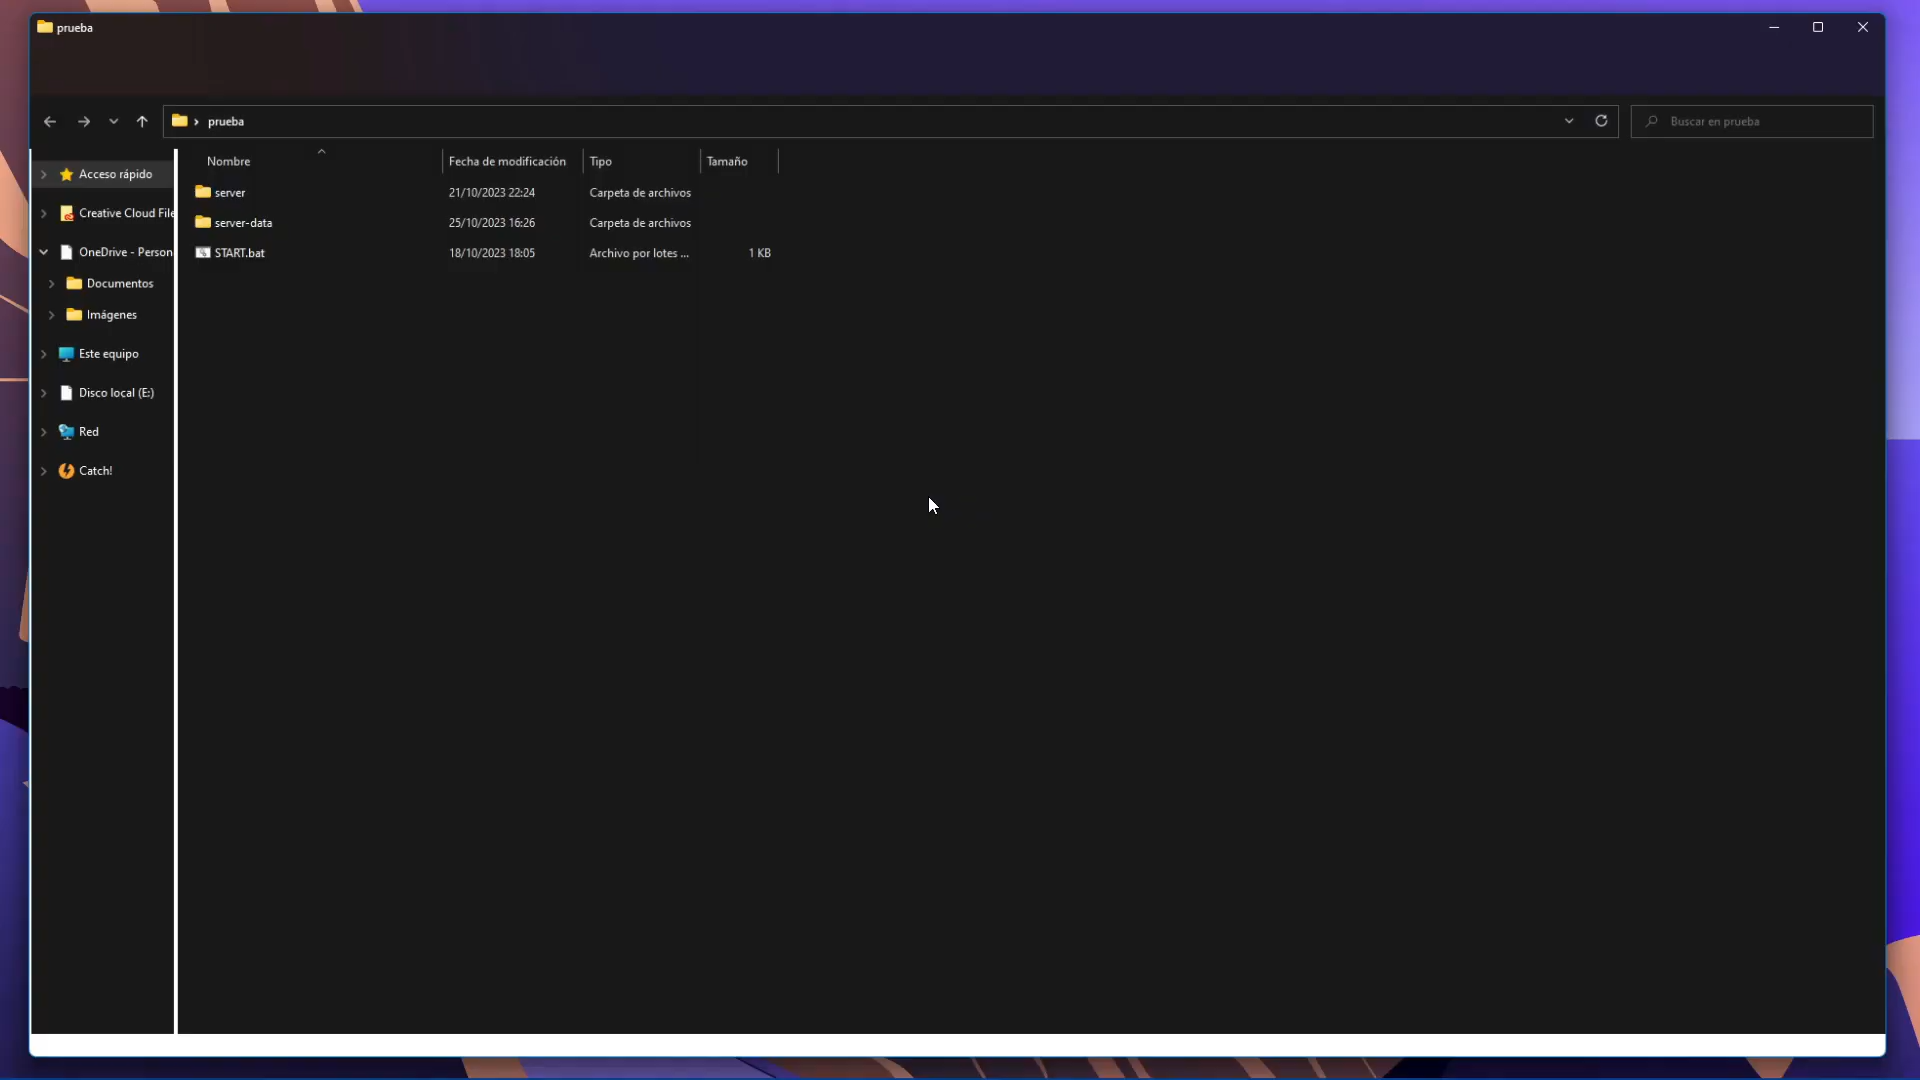 prueba
prueba
Buscar en prueba
Nombre Fecha de modificación Tipo Tamaño
server 21/10/2023 22:24 Carpeta de archivos
server-data 25/10/2023 16:26 Carpeta de archivos
START.bat 18/10/2023 18:05 Archivo por lotes ... 1 KB
Acceso rápido
Creative Cloud File
OneDrive - Person
Documentos
Imágenes
Este equipo
Disco local (E:)
Red
Catch!